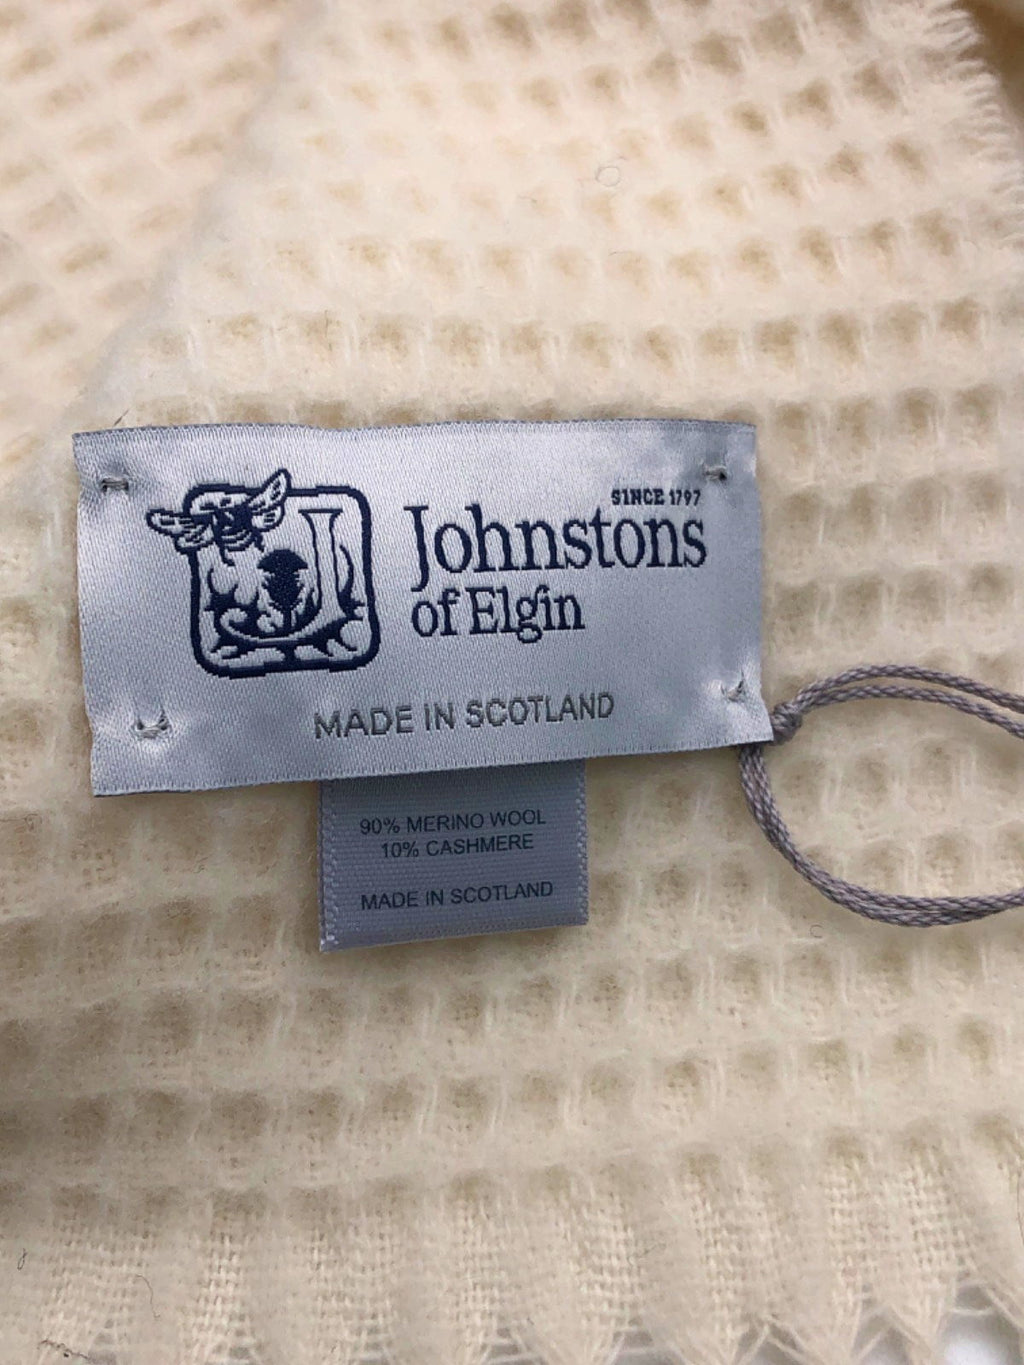 SINCE 1797
Johnstons
of Elgin
MADE IN SCOTLAND
90% MERINO WOOL
10% CASHMERE
MADE IN SCOTLAND